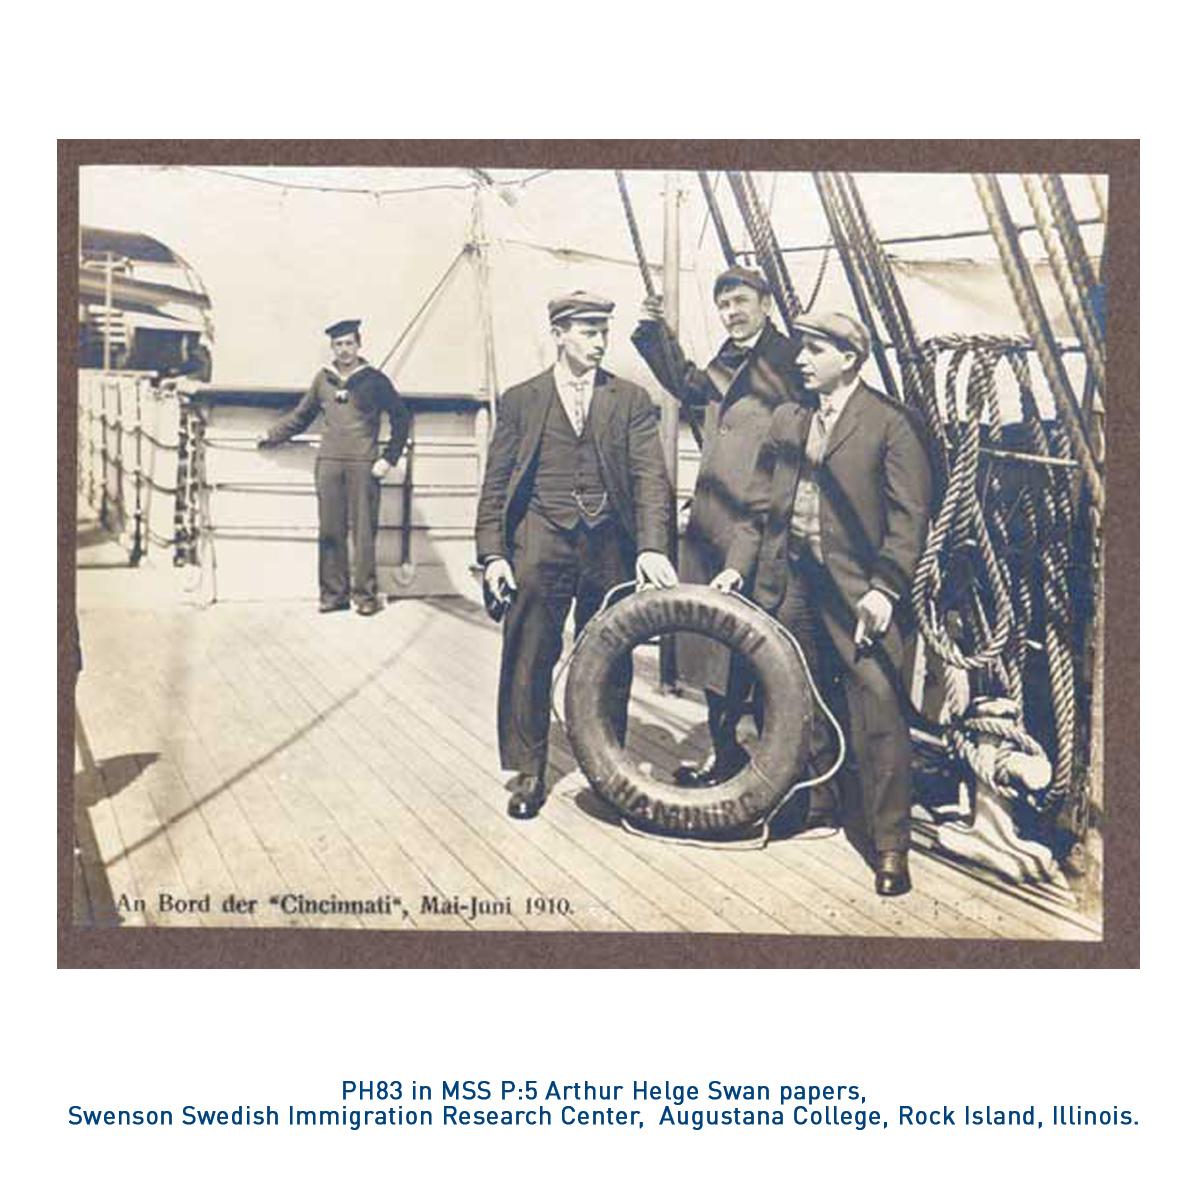 CINCINNATI
HAMBURG
An Bord der "Cincinnati", Mai-Juni 1910.
PH83 in MSS P:5 Arthur Helge Swan papers,
Swenson Swedish Immigration Research Center, Augustana College, Rock Island, Illinois.